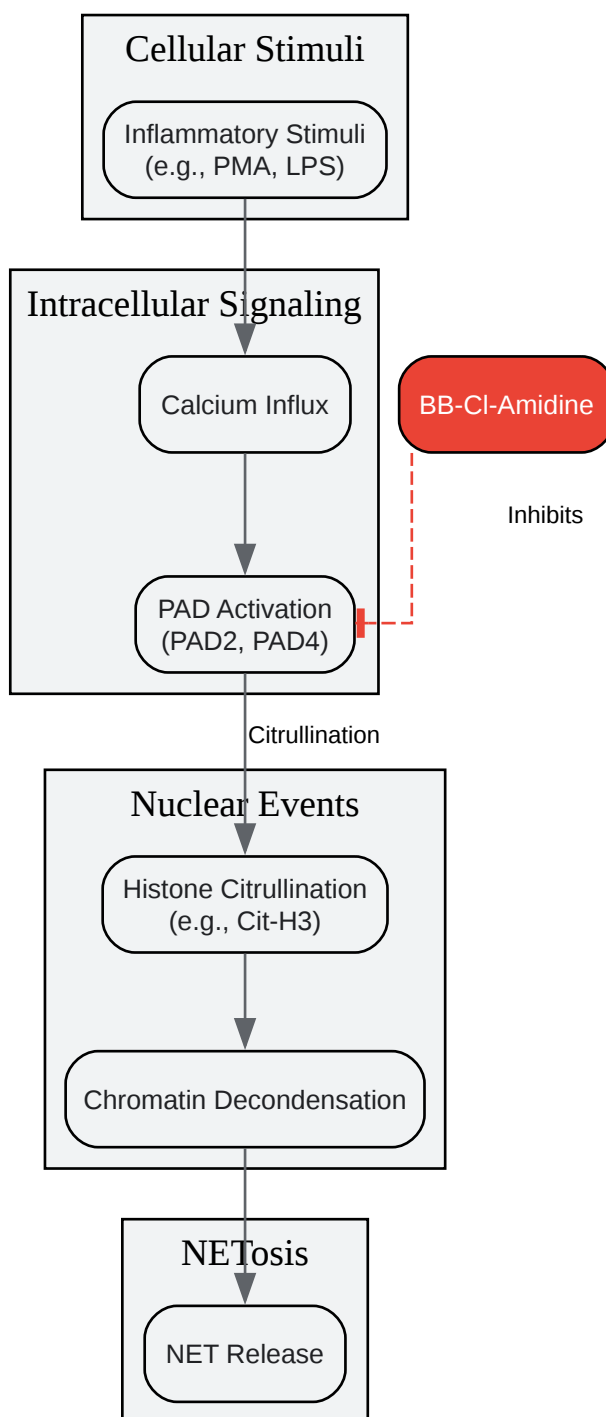 Cellular Stimuli
Inflammatory Stimuli
(e.g., PMA, LPS)
Intracellular Signaling
Calcium Influx
BB-Cl-Amidine
Inhibits
PAD Activation
(PAD2, PAD4)
Citrullination
Nuclear Events
Histone Citrullination
(e.g., Cit-H3)
Chromatin Decondensation
NETosis
NET Release